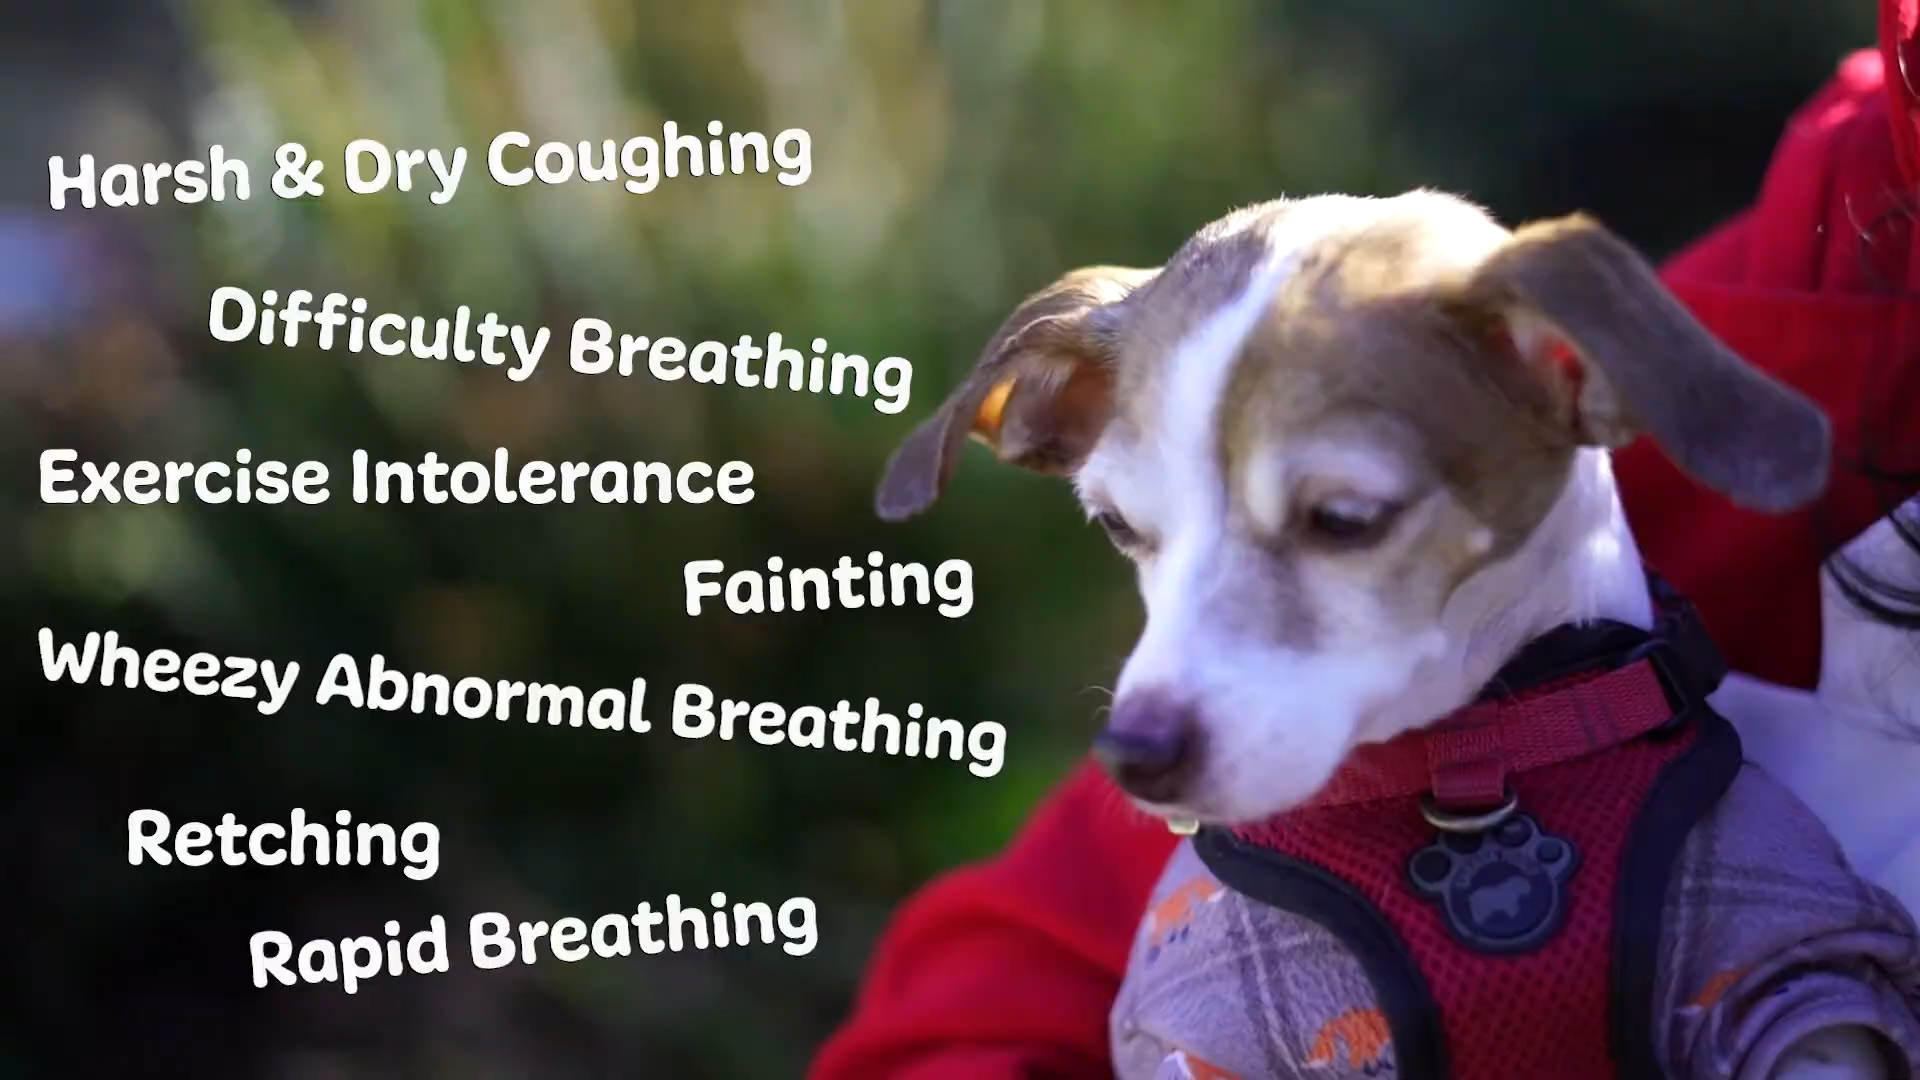 Harsh & Dry Coughing
Difficulty Breathing
Exercise Intolerance
Fainting
Wheezy Abnormal Breathing
Retching
Rapid Breathing